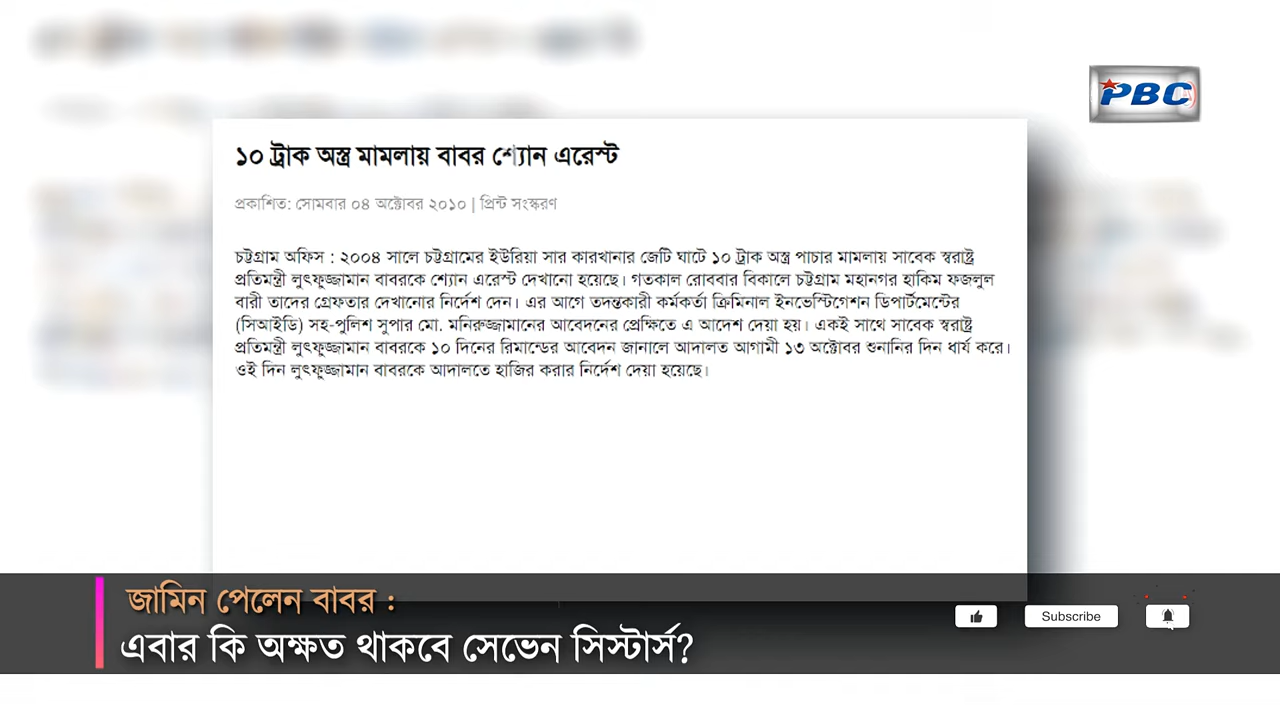 PBC
১০ ট্রাক অস্ত্র মামলায় বাবর শ্যোন এরেস্ট
প্রকাশিত: সোমবার ০৪ অক্টোবর ২০১০ | প্রিন্ট সংস্করণ
চট্টগ্রাম অফিস : ২০০৪ সালে চট্টগ্রামের ইউরিয়া সার কারখানার জেটি ঘাটে ১০ ট্রাক অস্ত্র পাচার মামলায় সাবেক স্বরাষ্ট্র
প্রতিমন্ত্রী লুৎফুজ্জামান বাবরকে শ্যোন এরেস্ট দেখানো হয়েছে। গতকাল রোববার বিকালে চট্টগ্রাম মহানগর হাকিম ফজলুল
বারী তাদের গ্রেফতার দেখানোর নির্দেশ দেন। এর আগে তদন্তকারী কর্মকর্তা ক্রিমিনাল ইনভেস্টিগেশন ডিপার্টমেন্টের
(সিআইডি) সহ-পুলিশ সুপার মো. মনিরুজ্জামানের আবেদনের প্রেক্ষিতে এ আদেশ দেয়া হয়। একই সাথে সাবেক স্বরাষ্ট্র
প্রতিমন্ত্রী লুৎফুজ্জামান বাবরকে ১০ দিনের রিমান্ডের আবেদন জানালে আদালত আগামী ১৩ অক্টোবর শুনানির দিন ধার্য করে।
ওই দিন লুৎফুজ্জামান বাবরকে আদালতে হাজির করার নির্দেশ দেয়া হয়েছে।
জামিন পেলেন বাবর :
এবার কি অক্ষত থাকবে সেভেন সিস্টার্স?
Subscribe